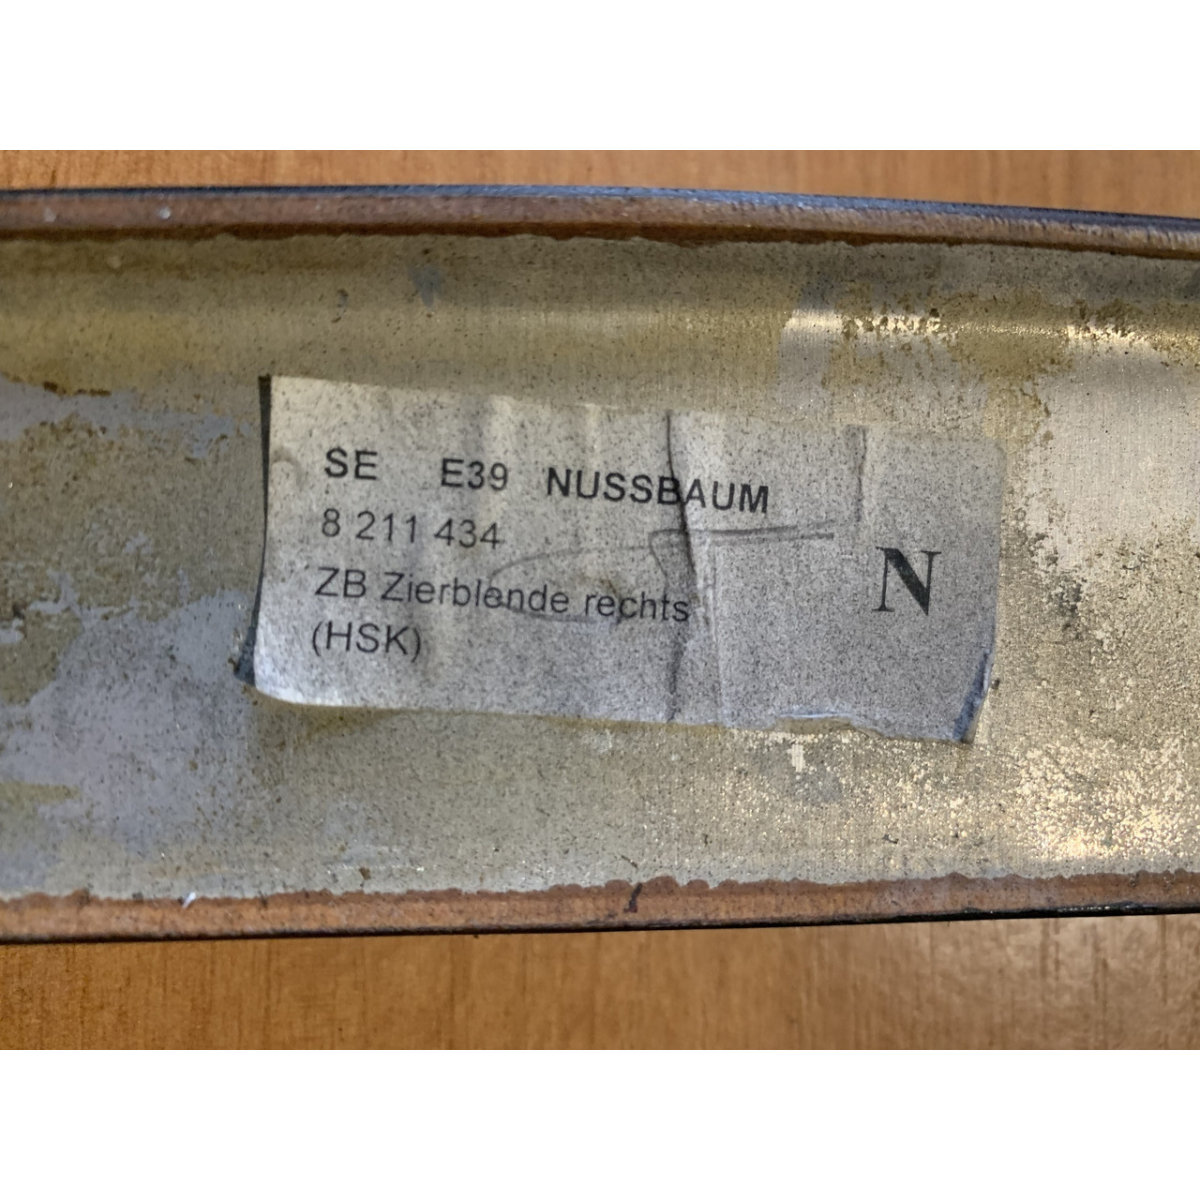 SE E39 NUSSBAUM
8 211 434
ZB Zierblende rechts
(HSK)
N